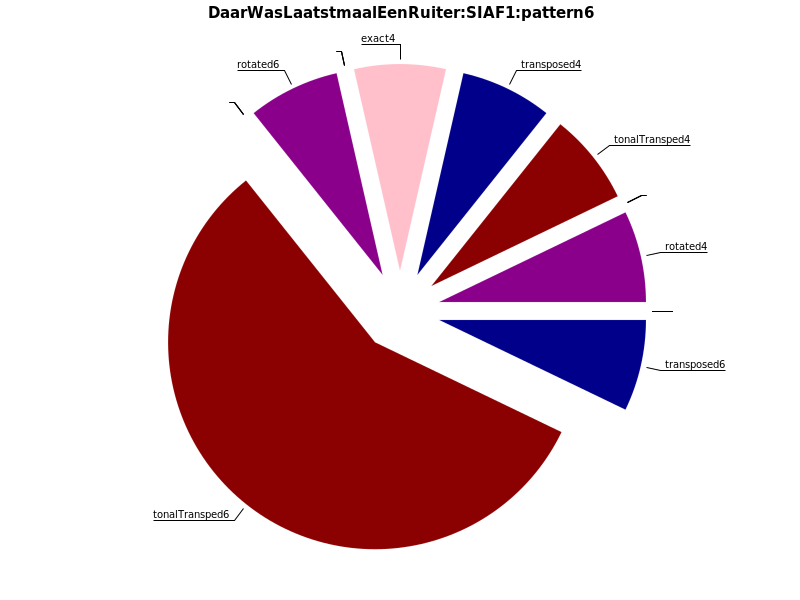 DaarWasLaatstmaalEenRuiter:SIAF1:pattern6
exact4
rotated6
transposed4
tonalTransped4
rotated4
transposed6
tonalTransped6